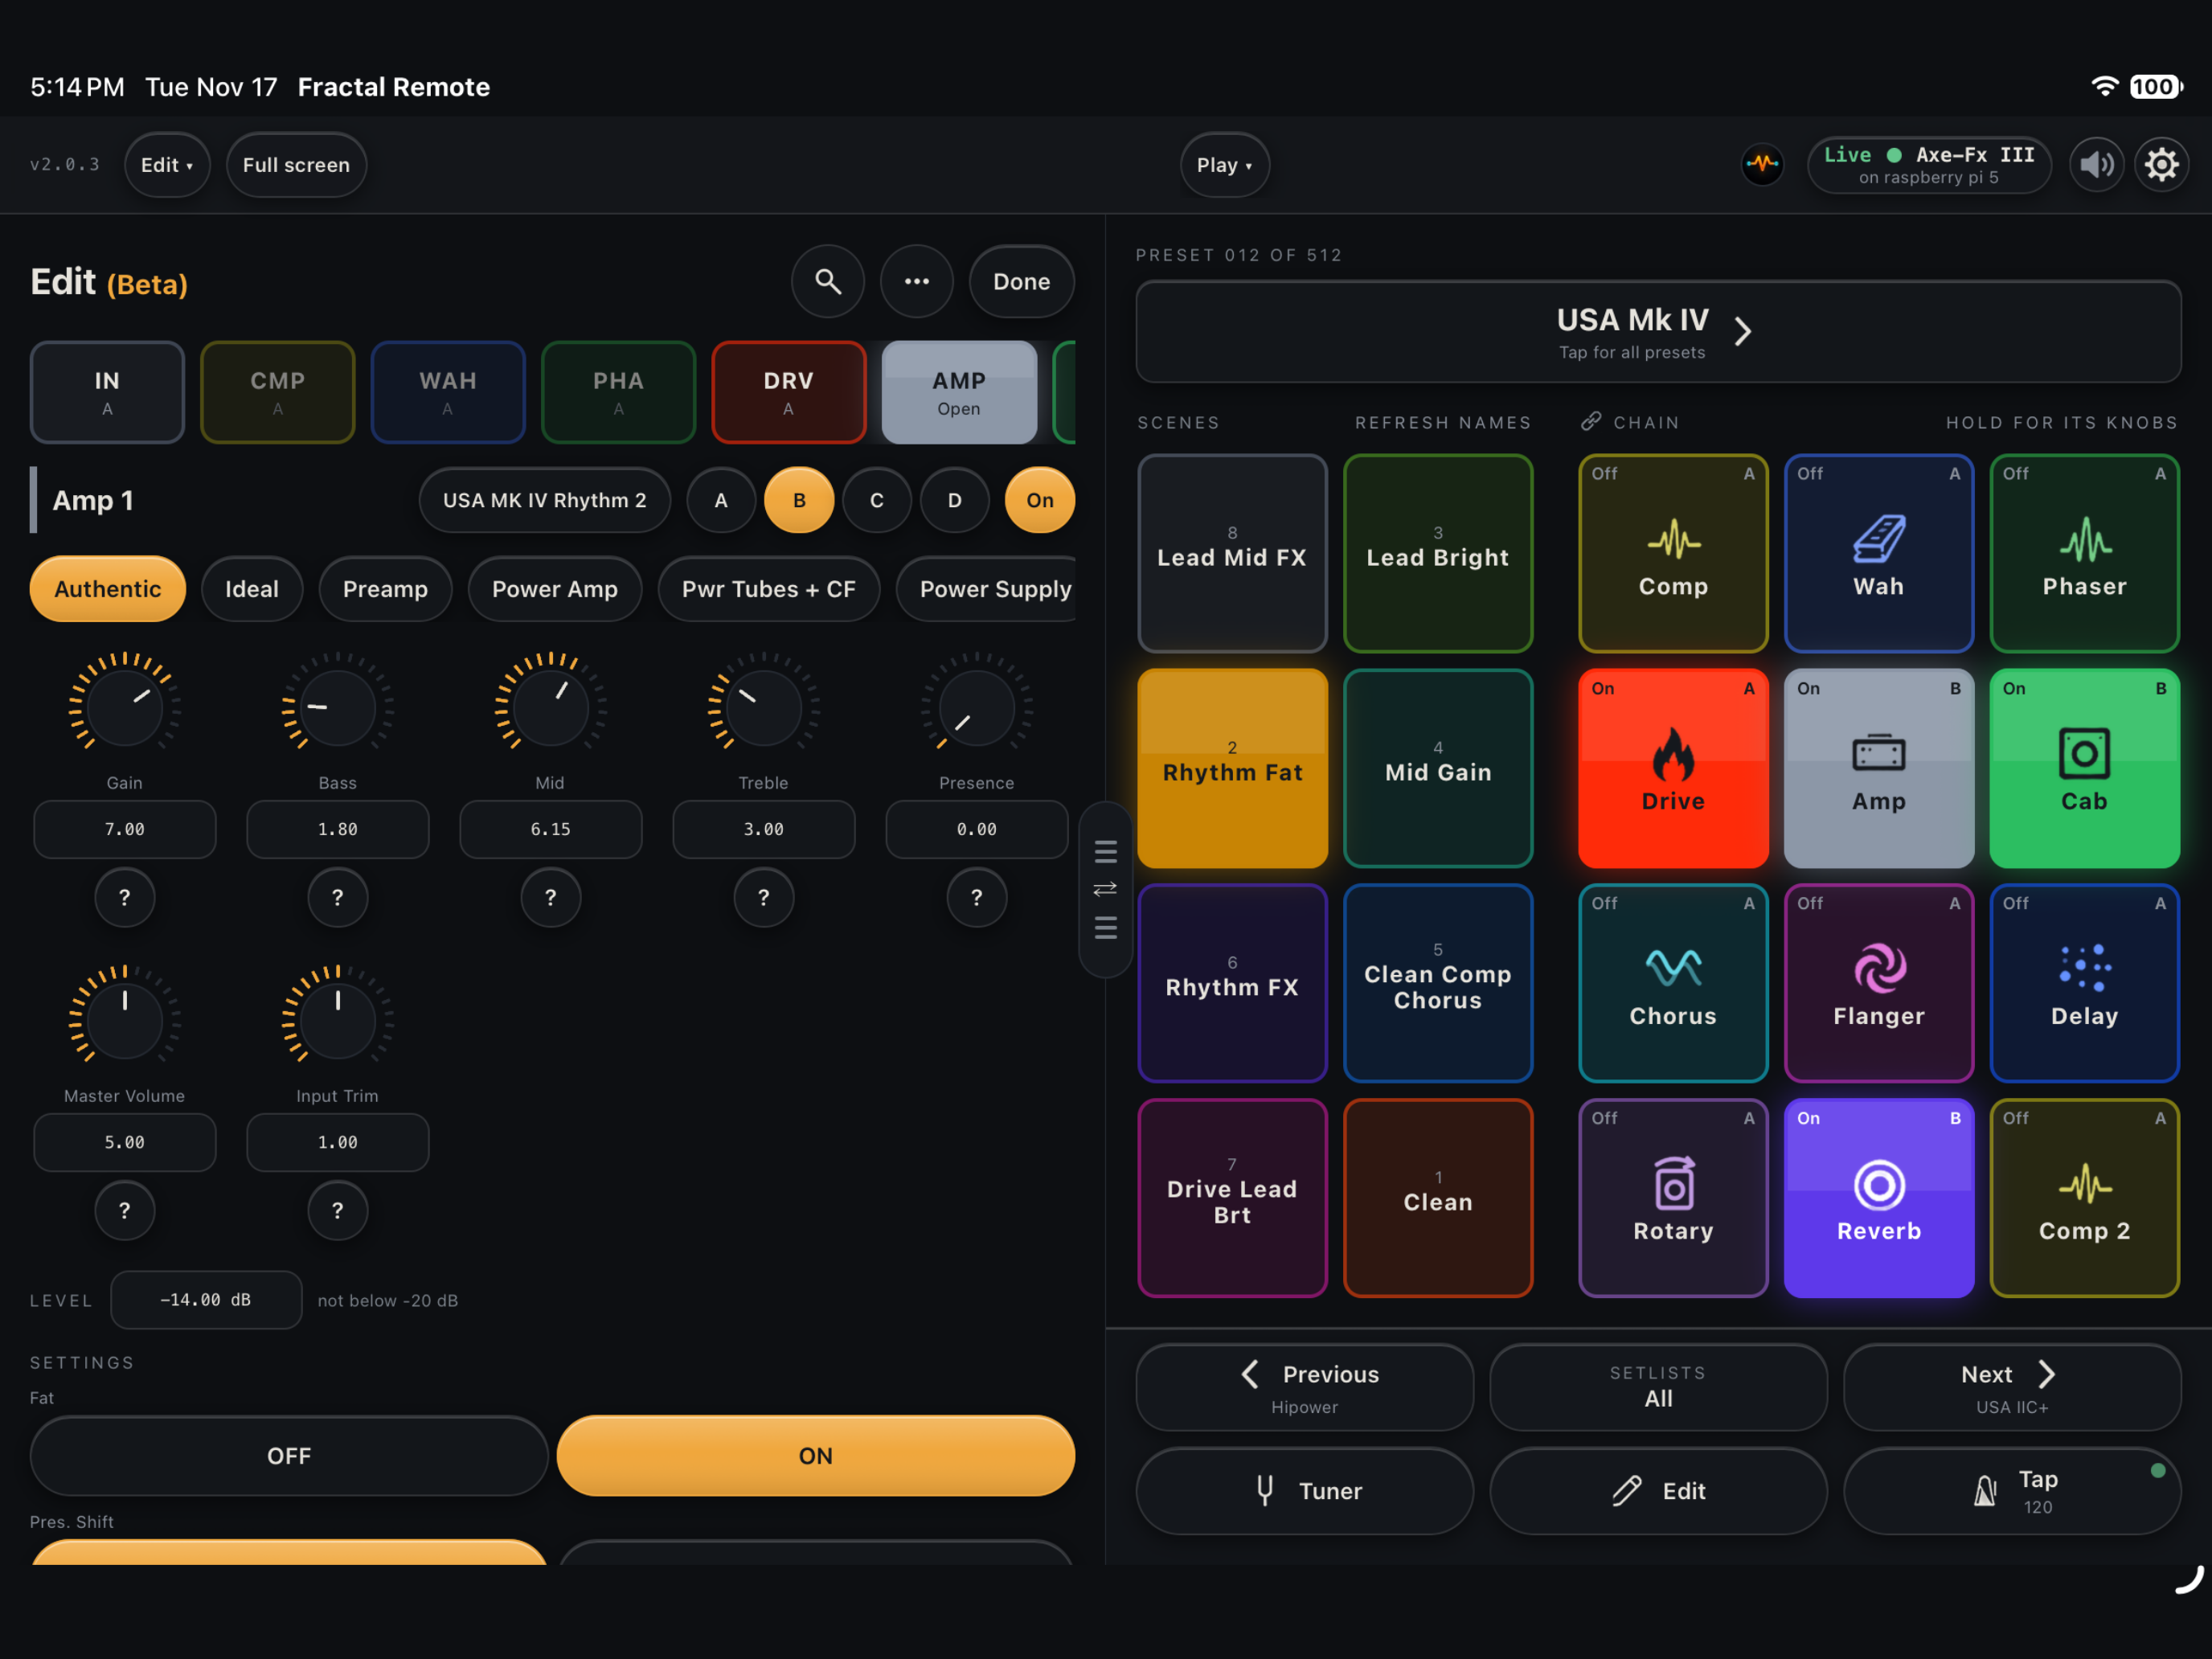 5:14 PM Tue Nov 17 Fractal Remote
100
v2.0.3
Edit ▾
Full screen
Play ▾
Live ● Axe-Fx III
on raspberry pi 5
Edit (Beta)
Done
IN
A
CMP
A
WAH
A
PHA
A
DRV
A
AMP
Open
Amp 1
USA MK IV Rhythm 2
A
B
C
D
On
Authentic
Ideal
Preamp
Power Amp
Pwr Tubes + CF
Power Supply
Gain
Bass
Mid
Treble
Presence
7.00
1.80
6.15
3.00
0.00
?
?
?
?
?
Master Volume
Input Trim
5.00
1.00
?
?
LEVEL
-14.00 dB
not below -20 dB
SETTINGS
Fat
OFF
ON
Pres. Shift
PRESET 012 OF 512
USA Mk IV
Tap for all presets
SCENES
REFRESH NAMES
CHAIN
HOLD FOR ITS KNOBS
8
Lead Mid FX
3
Lead Bright
Off A
Comp
Off A
Wah
Off A
Phaser
2
Rhythm Fat
4
Mid Gain
On A
Drive
On B
Amp
On B
Cab
6
Rhythm FX
5
Clean Comp
Chorus
Off A
Chorus
Off A
Flanger
Off A
Delay
7
Drive Lead
Brt
1
Clean
Off A
Rotary
On B
Reverb
Off A
Comp 2
Previous
Hipower
SETLISTS
All
Next
USA IIC+
Tuner
Edit
Tap
120